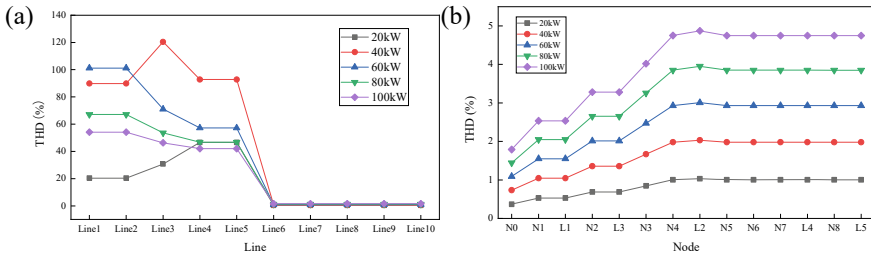 (a)
140
120
100
80
60
40
20
0
THD (%)
20kW
40kW
60kW
80kW
100kW
Line1 Line2 Line3 Line4 Line5 Line6 Line7 Line8 Line9 Line10
Line
(b)
5
4
3
2
1
0
THD (%)
20kW
40kW
60kW
80kW
100kW
N0 N1 L1 N2 L3 N3 N4 L2 N5 N6 N7 L4 N8 L5
Node